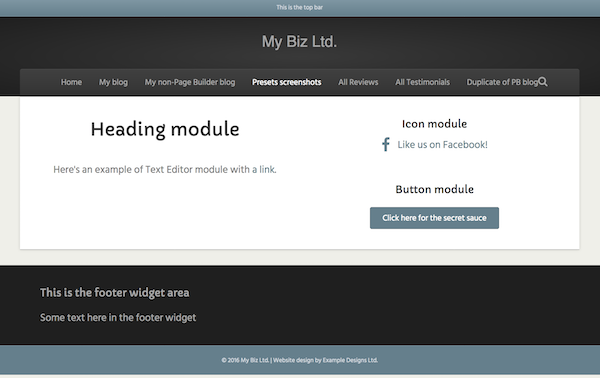 This is the top bar
My Biz Ltd.
Home My blog My non-Page Builder blog Presets screenshots All Reviews All Testimonials Duplicate of PB blog
Heading module
Here's an example of Text Editor module with a link.
Icon module
Like us on Facebook!
Button module
Click here for the secret sauce
This is the footer widget area
Some text here in the footer widget
© 2016 My Biz Ltd. | Website design by Example Designs Ltd.